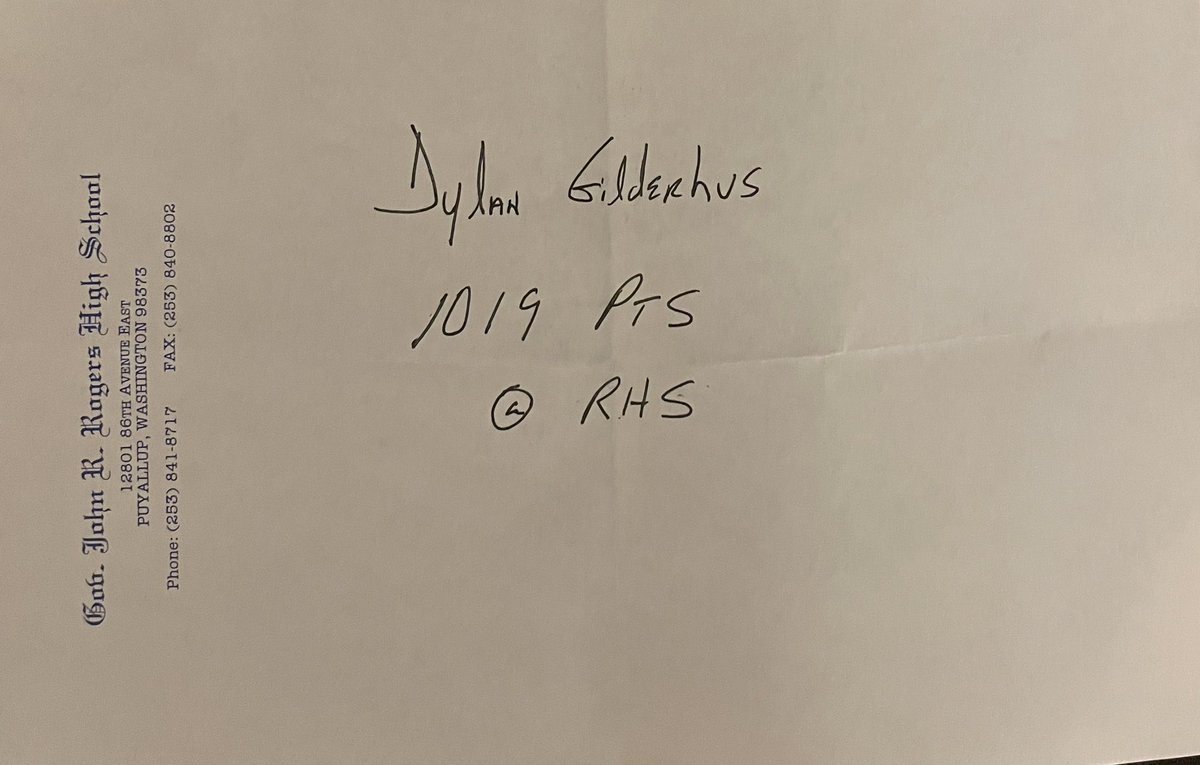 Gov. John R. Rogers High School
12801 86TH AVENUE EAST
PUYALLUP, WASHINGTON 98373
Phone: (253) 841-8717 FAX: (253) 840-8802
Dylan Gilderhus
1019 PTS
@ RHS